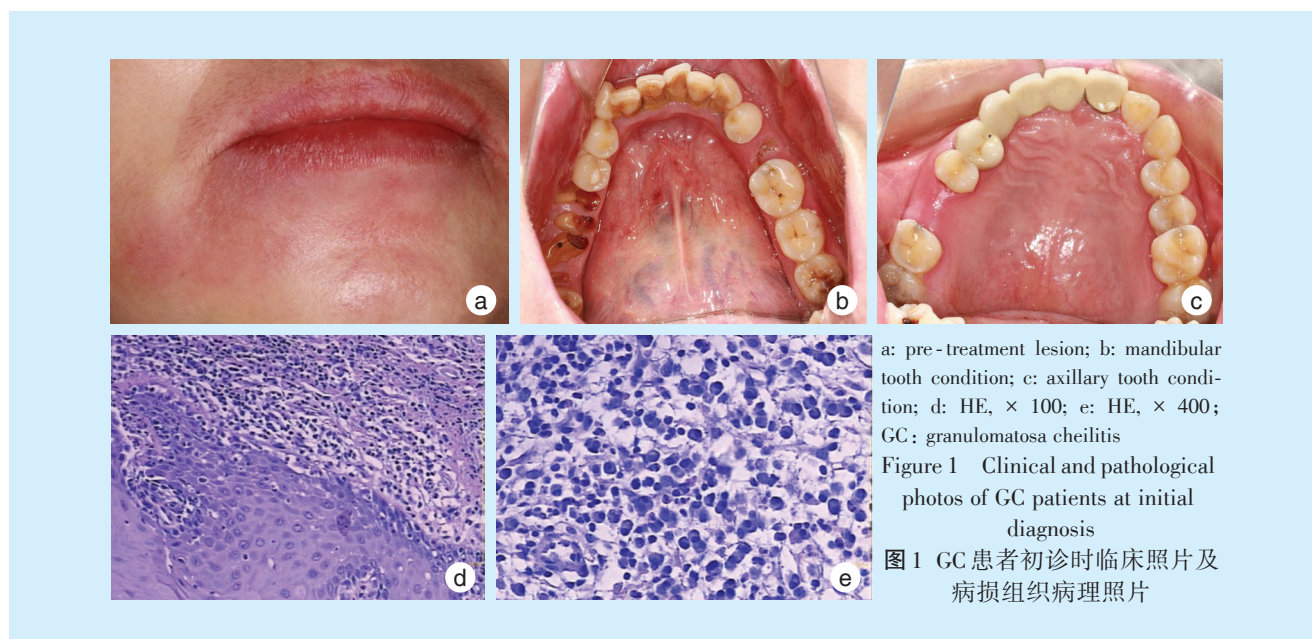 a
b
c
d
e
a: pre-treatment lesion; b: mandibular
tooth condition; c: axillary tooth condi-
tion; d: HE, × 100; e: HE, × 400;
GC: granulomatosa cheilitis
Figure 1 Clinical and pathological
photos of GC patients at initial
diagnosis
图1 GC患者初诊时临床照片及
病损组织病理照片